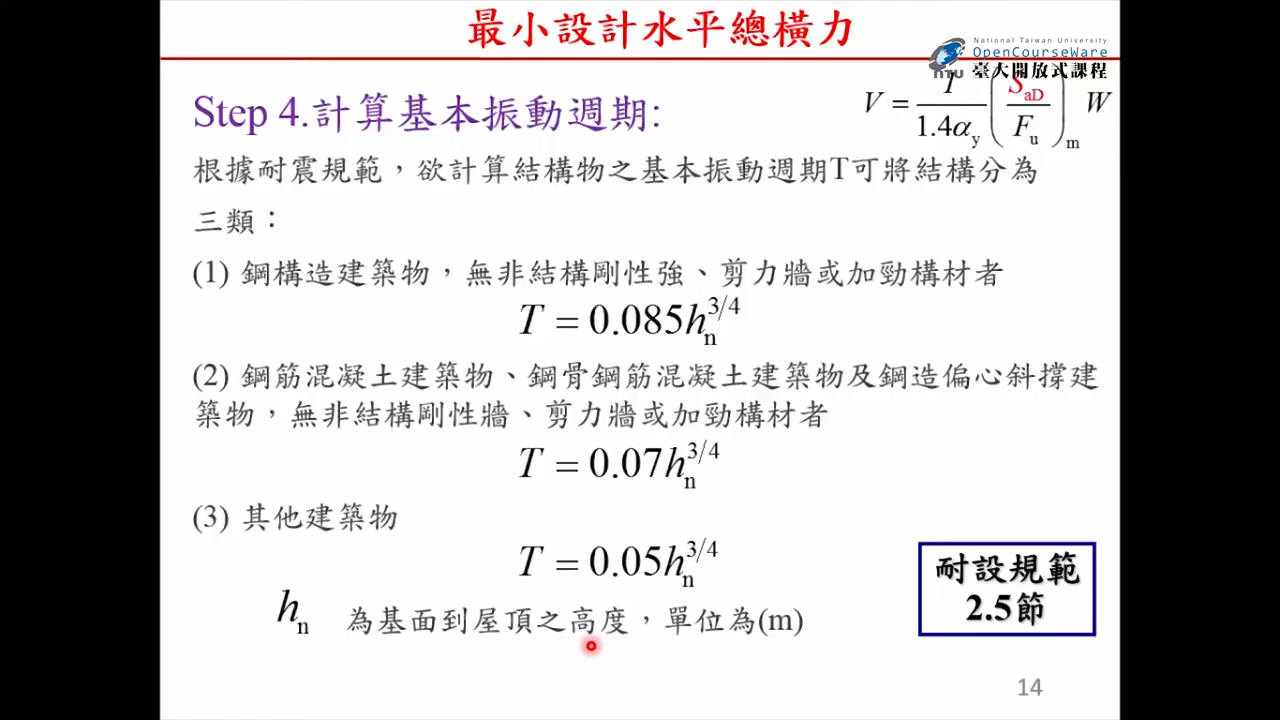 最小設計水平總橫力
National Taiwan University
OpenCourseWare
NTU 臺大開放式課程
Step 4.計算基本振動週期:
V = I / 1.4αy (SaD / Fu)m W
根據耐震規範，欲計算結構物之基本振動週期T可將結構分為
三類：
(1) 鋼構造建築物，無非結構剛性強、剪力牆或加勁構材者
T = 0.085hn^3/4
(2) 鋼筋混凝土建築物、鋼骨鋼筋混凝土建築物及鋼造偏心斜撐建
築物，無非結構剛性牆、剪力牆或加勁構材者
T = 0.07hn^3/4
(3) 其他建築物
T = 0.05hn^3/4
hn 為基面到屋頂之高度，單位為(m)
耐設規範
2.5節
14